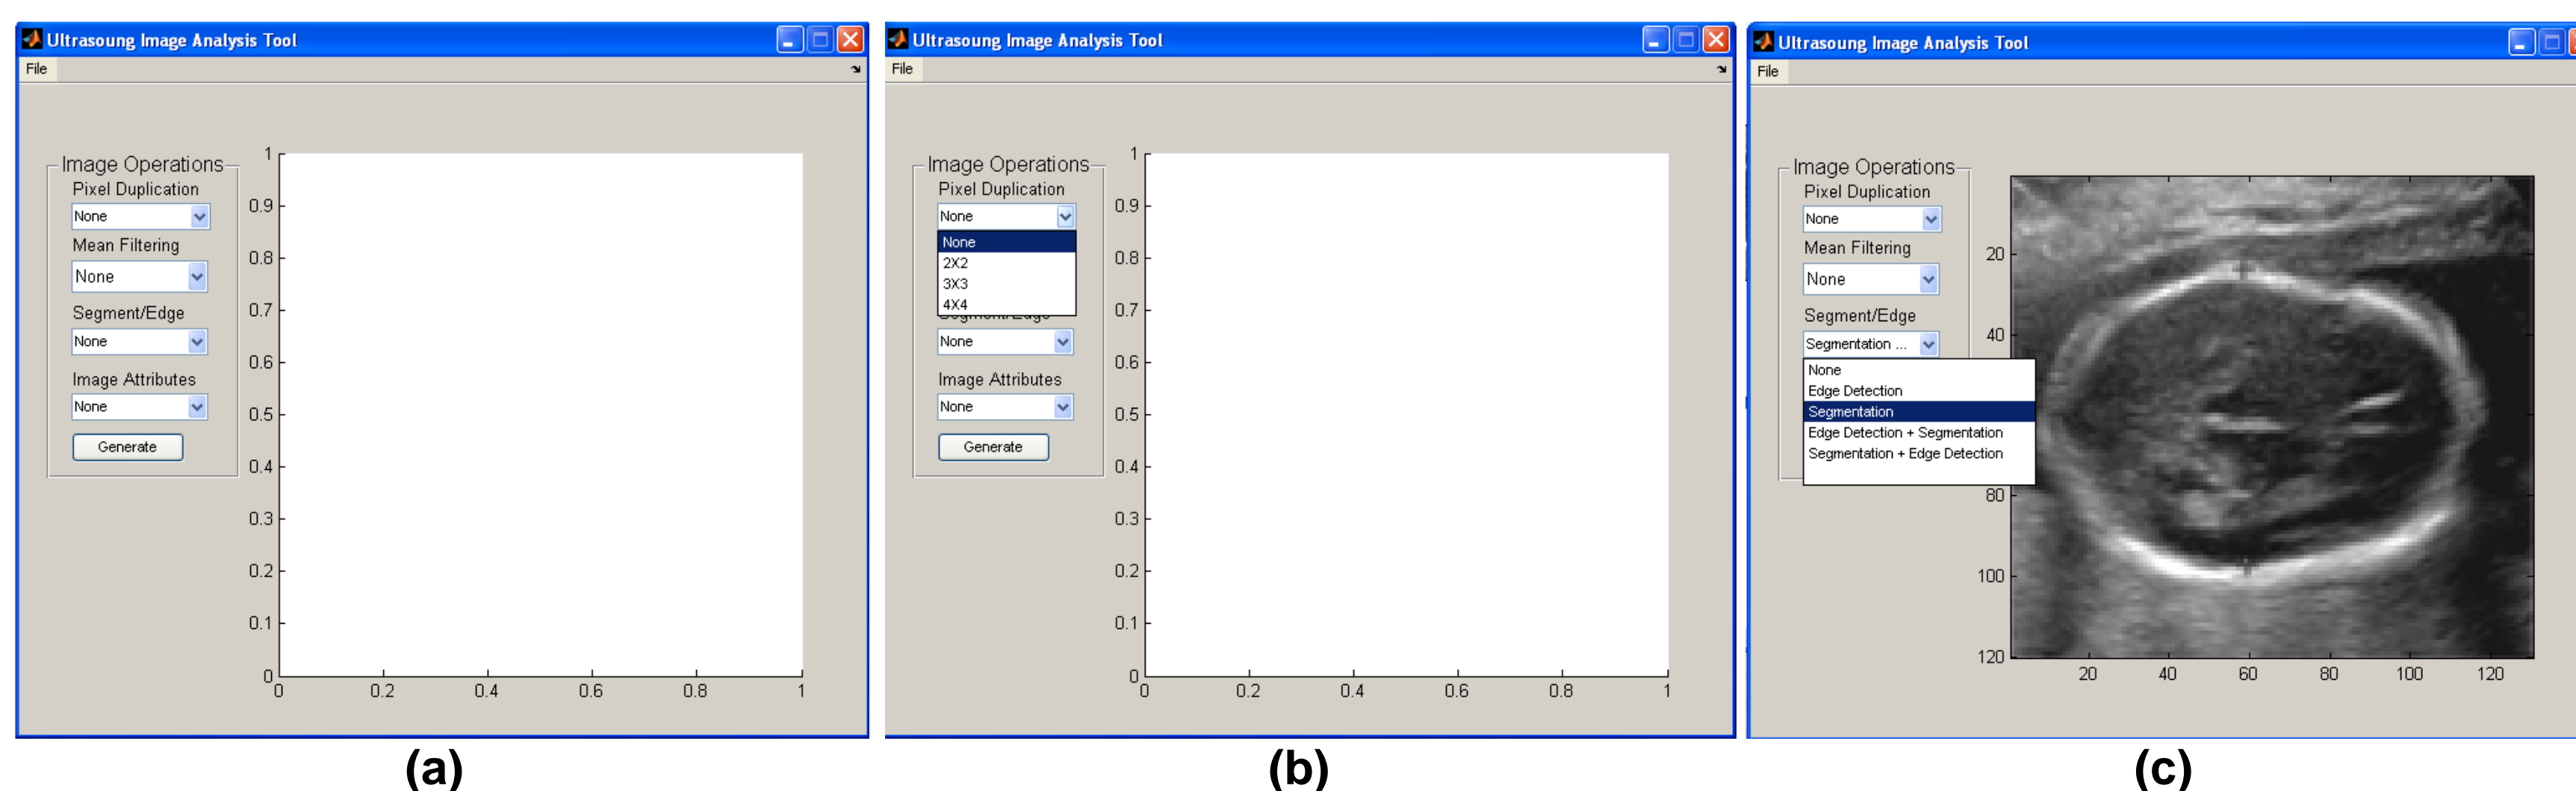 Ultrasoung Image Analysis Tool
File
Image Operations
Pixel Duplication
None
Mean Filtering
None
Segment/Edge
None
Image Attributes
None
Generate
1
0.9
0.8
0.7
0.6
0.5
0.4
0.3
0.2
0.1
0
0 0.2 0.4 0.6 0.8 1
(a)
Ultrasoung Image Analysis Tool
File
Image Operations
Pixel Duplication
None
None
2X2
3X3
4X4
Segment/Edge
None
Image Attributes
None
Generate
1
0.9
0.8
0.7
0.6
0.5
0.4
0.3
0.2
0.1
0
0 0.2 0.4 0.6 0.8 1
(b)
Ultrasoung Image Analysis Tool
File
Image Operations
Pixel Duplication
None
Mean Filtering
None
Segment/Edge
Segmentation ...
None
Edge Detection
Segmentation
Edge Detection + Segmentation
Segmentation + Edge Detection
20
40
80
100
120
20 40 60 80 100 120
(c)